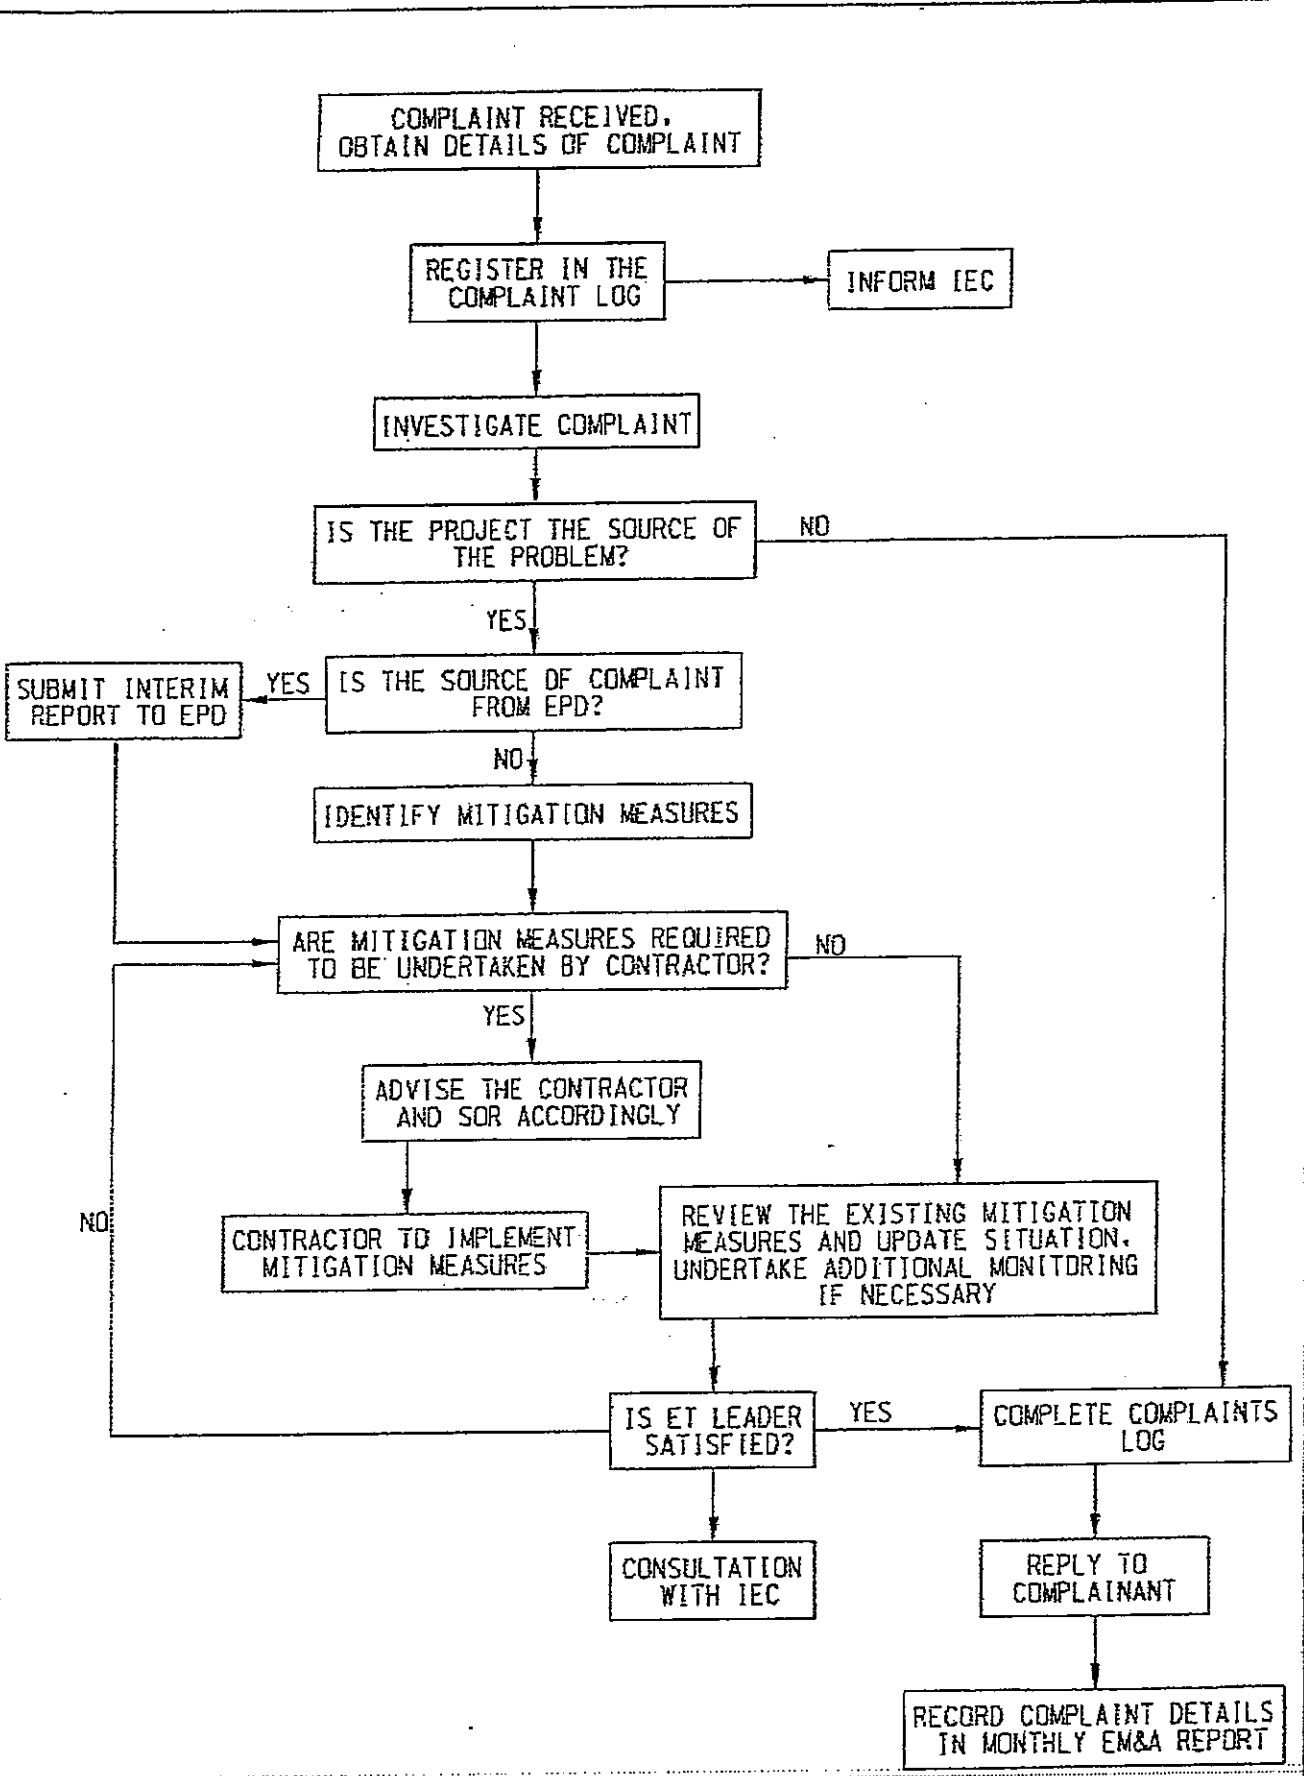 COMPLAINT RECEIVED.
OBTAIN DETAILS OF COMPLAINT
REGISTER IN THE
COMPLAINT LOG
INFORM IEC
INVESTIGATE COMPLAINT
IS THE PROJECT THE SOURCE OF
THE PROBLEM?
NO
YES
SUBMIT INTERIM
REPORT TO EPD
YES
IS THE SOURCE OF COMPLAINT
FROM EPD?
NO
IDENTIFY MITIGATION MEASURES
ARE MITIGATION MEASURES REQUIRED
TO BE UNDERTAKEN BY CONTRACTOR?
NO
YES
ADVISE THE CONTRACTOR
AND SOR ACCORDINGLY
NO
CONTRACTOR TO IMPLEMENT
MITIGATION MEASURES
REVIEW THE EXISTING MITIGATION
MEASURES AND UPDATE SITUATION.
UNDERTAKE ADDITIONAL MONITORING
IF NECESSARY
IS ET LEADER
SATISFIED?
YES
COMPLETE COMPLAINTS
LOG
CONSULTATION
WITH IEC
REPLY TO
COMPLAINANT
RECORD COMPLAINT DETAILS
IN MONTHLY EM&A REPORT